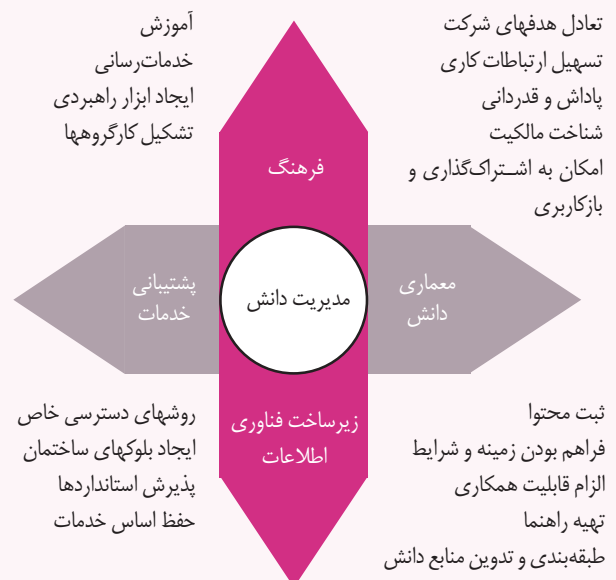 تعادل هدفهای شرکت
تسهیل ارتباطات کاری
پاداش و قدردانی
شناخت مالکیت
امکان به اشتراک‌گذاری و
بازکاربری
آموزش
خدمات‌رسانی
ایجاد ابزار راهبردی
تشکیل کارگروهها
فرهنگ
معماری
دانش
مدیریت دانش
پشتیبانی
خدمات
زیرساخت فناوری
اطلاعات
ثبت محتوا
فراهم بودن زمینه و شرایط
الزام قابلیت همکاری
تهیه راهنما
طبقه‌بندی و تدوین منابع دانش
روشهای دسترسی خاص
ایجاد بلوکهای ساختمان
پذیرش استانداردها
حفظ اساس خدمات